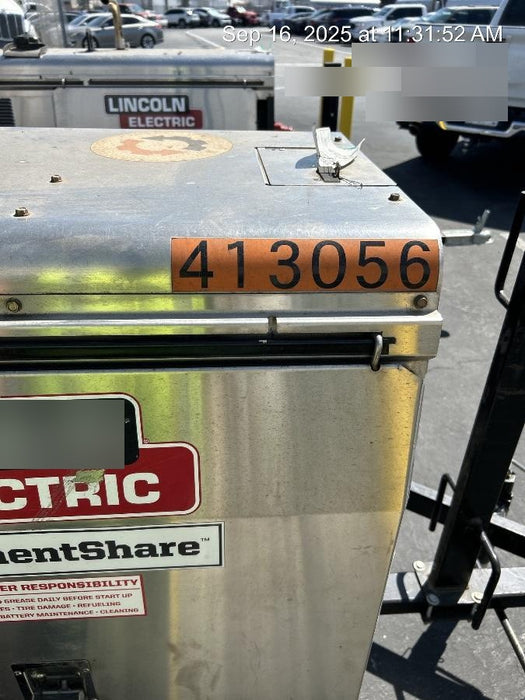 Sep 16, 2025 at 11:31:52 AM
LINCOLN
ELECTRIC
413056
CTRIC
mentShare™
ER RESPONSIBILITY
GREASE DAILY BEFORE START UP
ES - TIRE DAMAGE - REFUELING
BATTERY MAINTENANCE - CLEANING